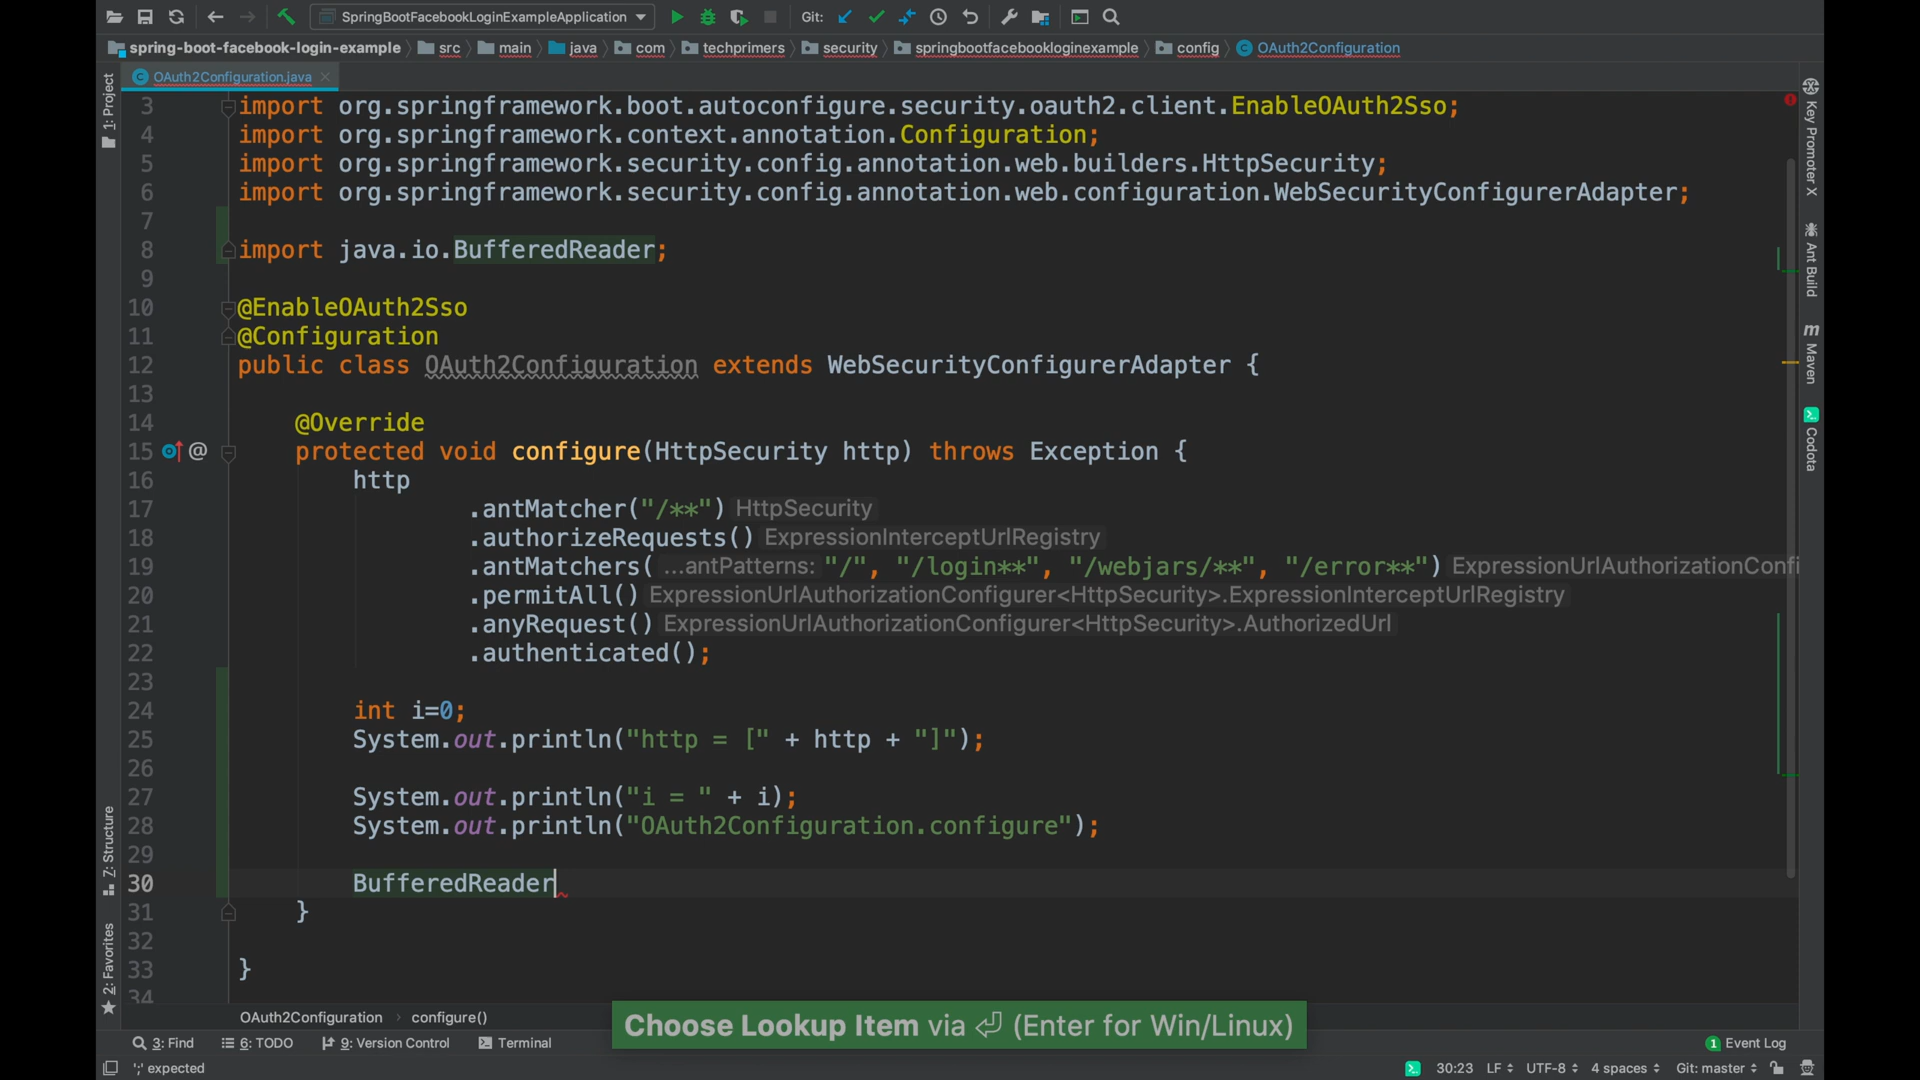 SpringBootFacebookLoginExampleApplication Git:
spring-boot-facebook-login-example src main java com techprimers security springbootfacebookloginexample config OAuth2Configuration
OAuth2Configuration.java
1: Project
Z: Structure
2: Favorites
3 import org.springframework.boot.autoconfigure.security.oauth2.client.EnableOAuth2Sso;
4 import org.springframework.context.annotation.Configuration;
5 import org.springframework.security.config.annotation.web.builders.HttpSecurity;
6 import org.springframework.security.config.annotation.web.configuration.WebSecurityConfigurerAdapter;
7
8 import java.io.BufferedReader;
9
10 @EnableOAuth2Sso
11 @Configuration
12 public class OAuth2Configuration extends WebSecurityConfigurerAdapter {
13
14 @Override
15 @ protected void configure(HttpSecurity http) throws Exception {
16 http
17 .antMatcher("/**") HttpSecurity
18 .authorizeRequests() ExpressionInterceptUrlRegistry
19 .antMatchers( ...antPatterns: "/", "/login**", "/webjars/**", "/error**") ExpressionUrlAuthorizationConfi
20 .permitAll() ExpressionUrlAuthorizationConfigurer<HttpSecurity>.ExpressionInterceptUrlRegistry
21 .anyRequest() ExpressionUrlAuthorizationConfigurer<HttpSecurity>.AuthorizedUrl
22 .authenticated();
23
24 int i=0;
25 System.out.println("http = [" + http + "]");
26
27 System.out.println("i = " + i);
28 System.out.println("OAuth2Configuration.configure");
29
30 BufferedReader
31 }
32
33 }
34
Key Promoter X
Ant Build
m Maven
Codota
OAuth2Configuration › configure()
Choose Lookup Item via ⏎ (Enter for Win/Linux)
3: Find 6: TODO 9: Version Control Terminal 1 Event Log
';' expected 30:23 LF UTF-8 4 spaces Git: master